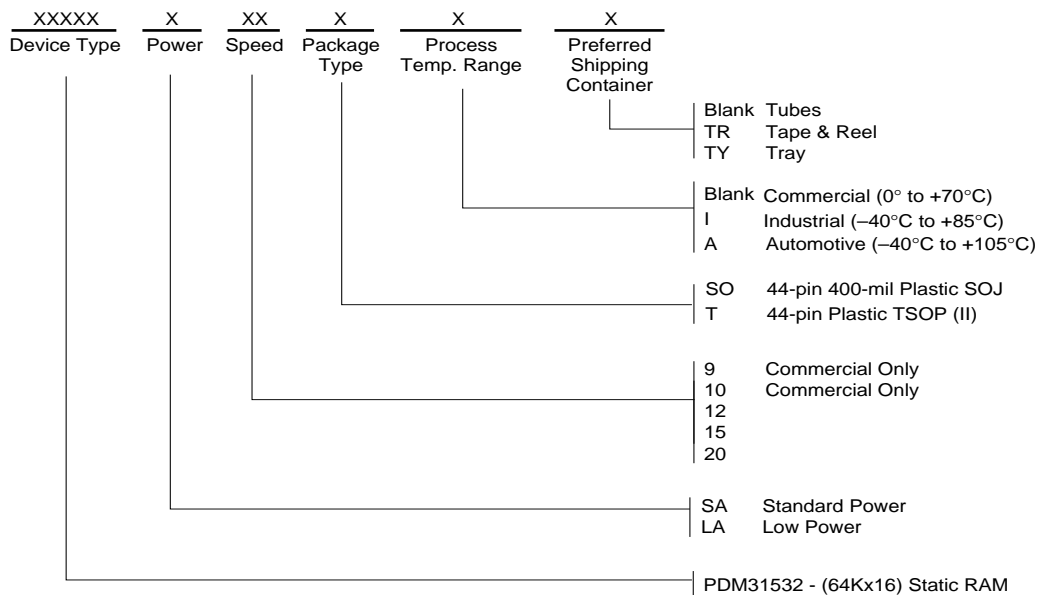 XXXXX X XX X X X
Device Type Power Speed Package Process Preferred
Type Temp. Range Shipping
Container
Blank Tubes
TR Tape & Reel
TY Tray
Blank Commercial (0° to +70°C)
I Industrial (–40°C to +85°C)
A Automotive (–40°C to +105°C)
SO 44-pin 400-mil Plastic SOJ
T 44-pin Plastic TSOP (II)
9 Commercial Only
10 Commercial Only
12
15
20
SA Standard Power
LA Low Power
PDM31532 - (64Kx16) Static RAM